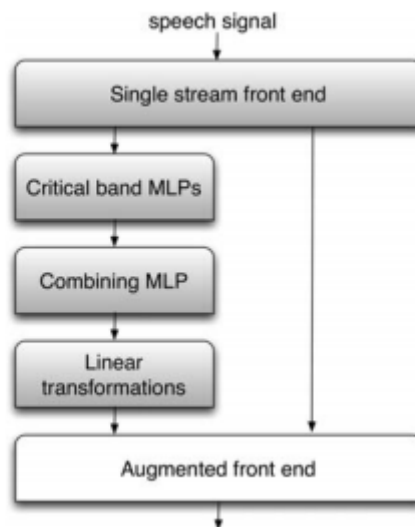 speech signal
Single stream front end
Critical band MLPs
Combining MLP
Linear
transformations
Augmented front end